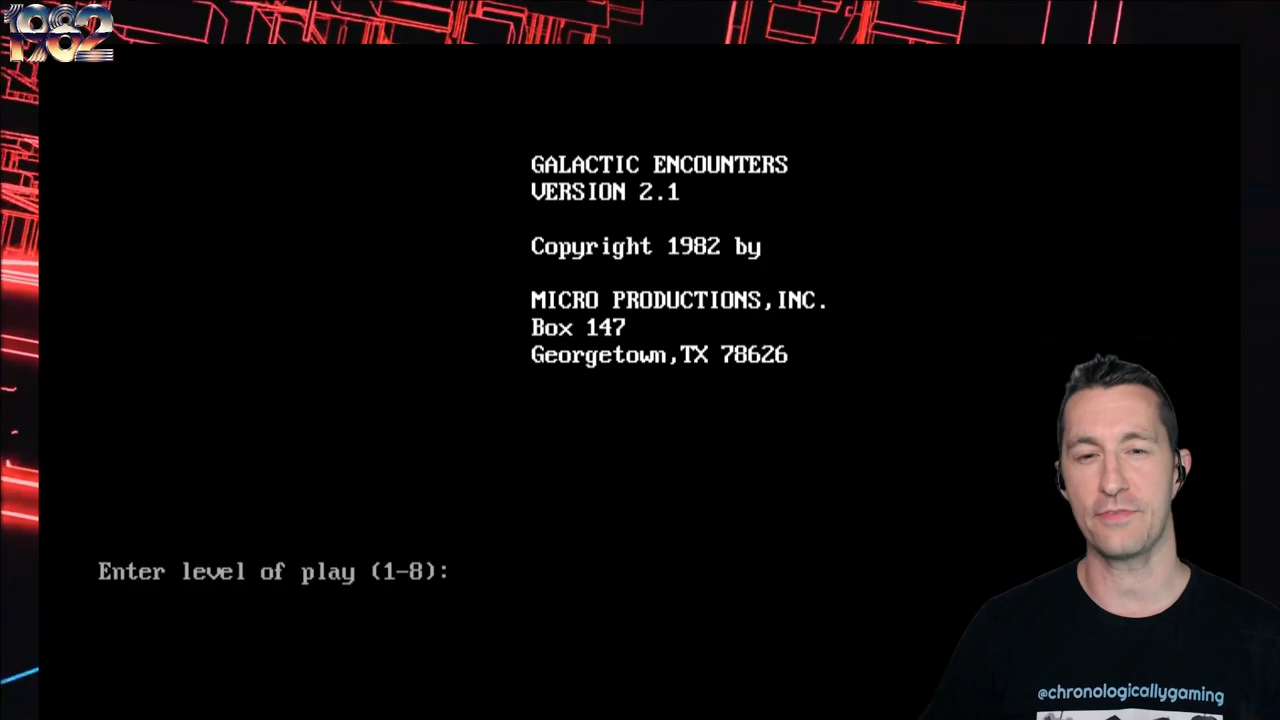 1982
GALACTIC ENCOUNTERS
VERSION 2.1
Copyright 1982 by
MICRO PRODUCTIONS,INC.
Box 147
Georgetown,TX 78626
Enter level of play (1-8):
@chronologicallygaming